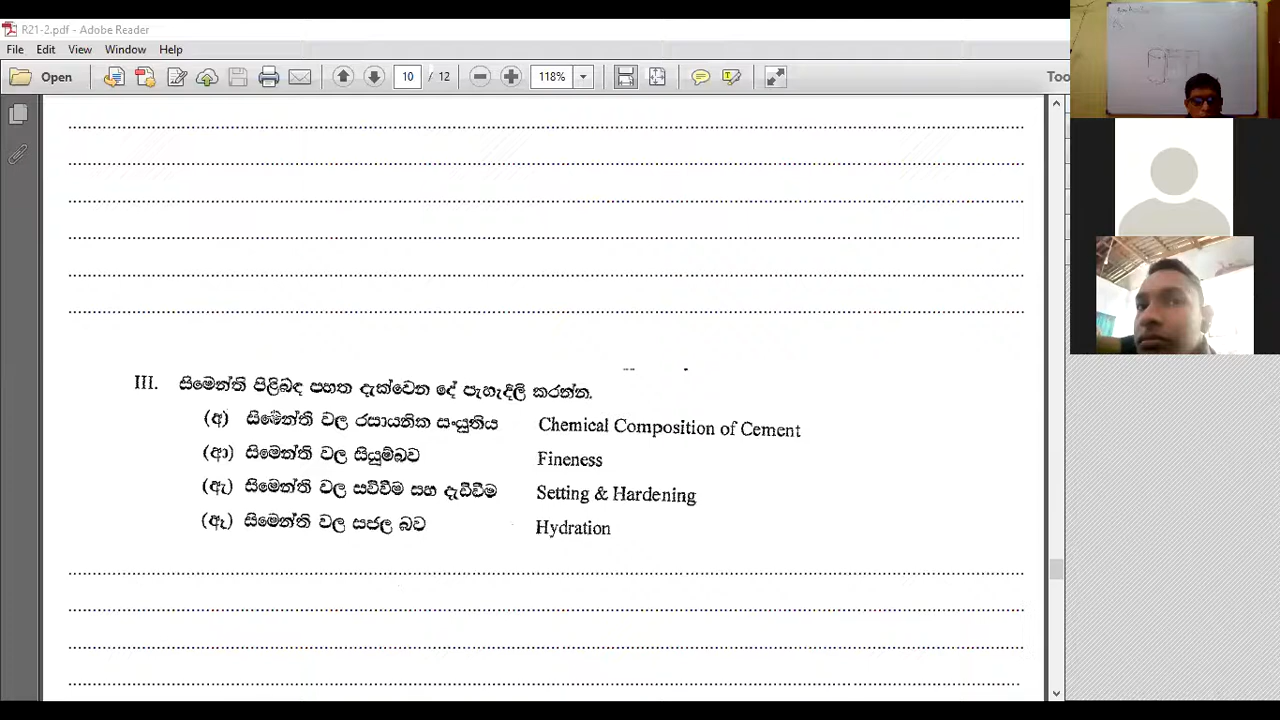 R21-2.pdf - Adobe Reader
File Edit View Window Help
Open 10 / 12 118% Too
III. සිමෙන්ති පිළිබඳ පහත දැක්වෙන දේ පැහැදිලි කරන්න.
(අ) සිමෙන්ති වල රසායනික සංයුතිය Chemical Composition of Cement
(ආ) සිමෙන්ති වල සියුම්බව Fineness
(ඇ) සිමෙන්ති වල සවිවීම සහ දැඩිවීම Setting & Hardening
(ඈ) සිමෙන්ති වල සජල බව Hydration